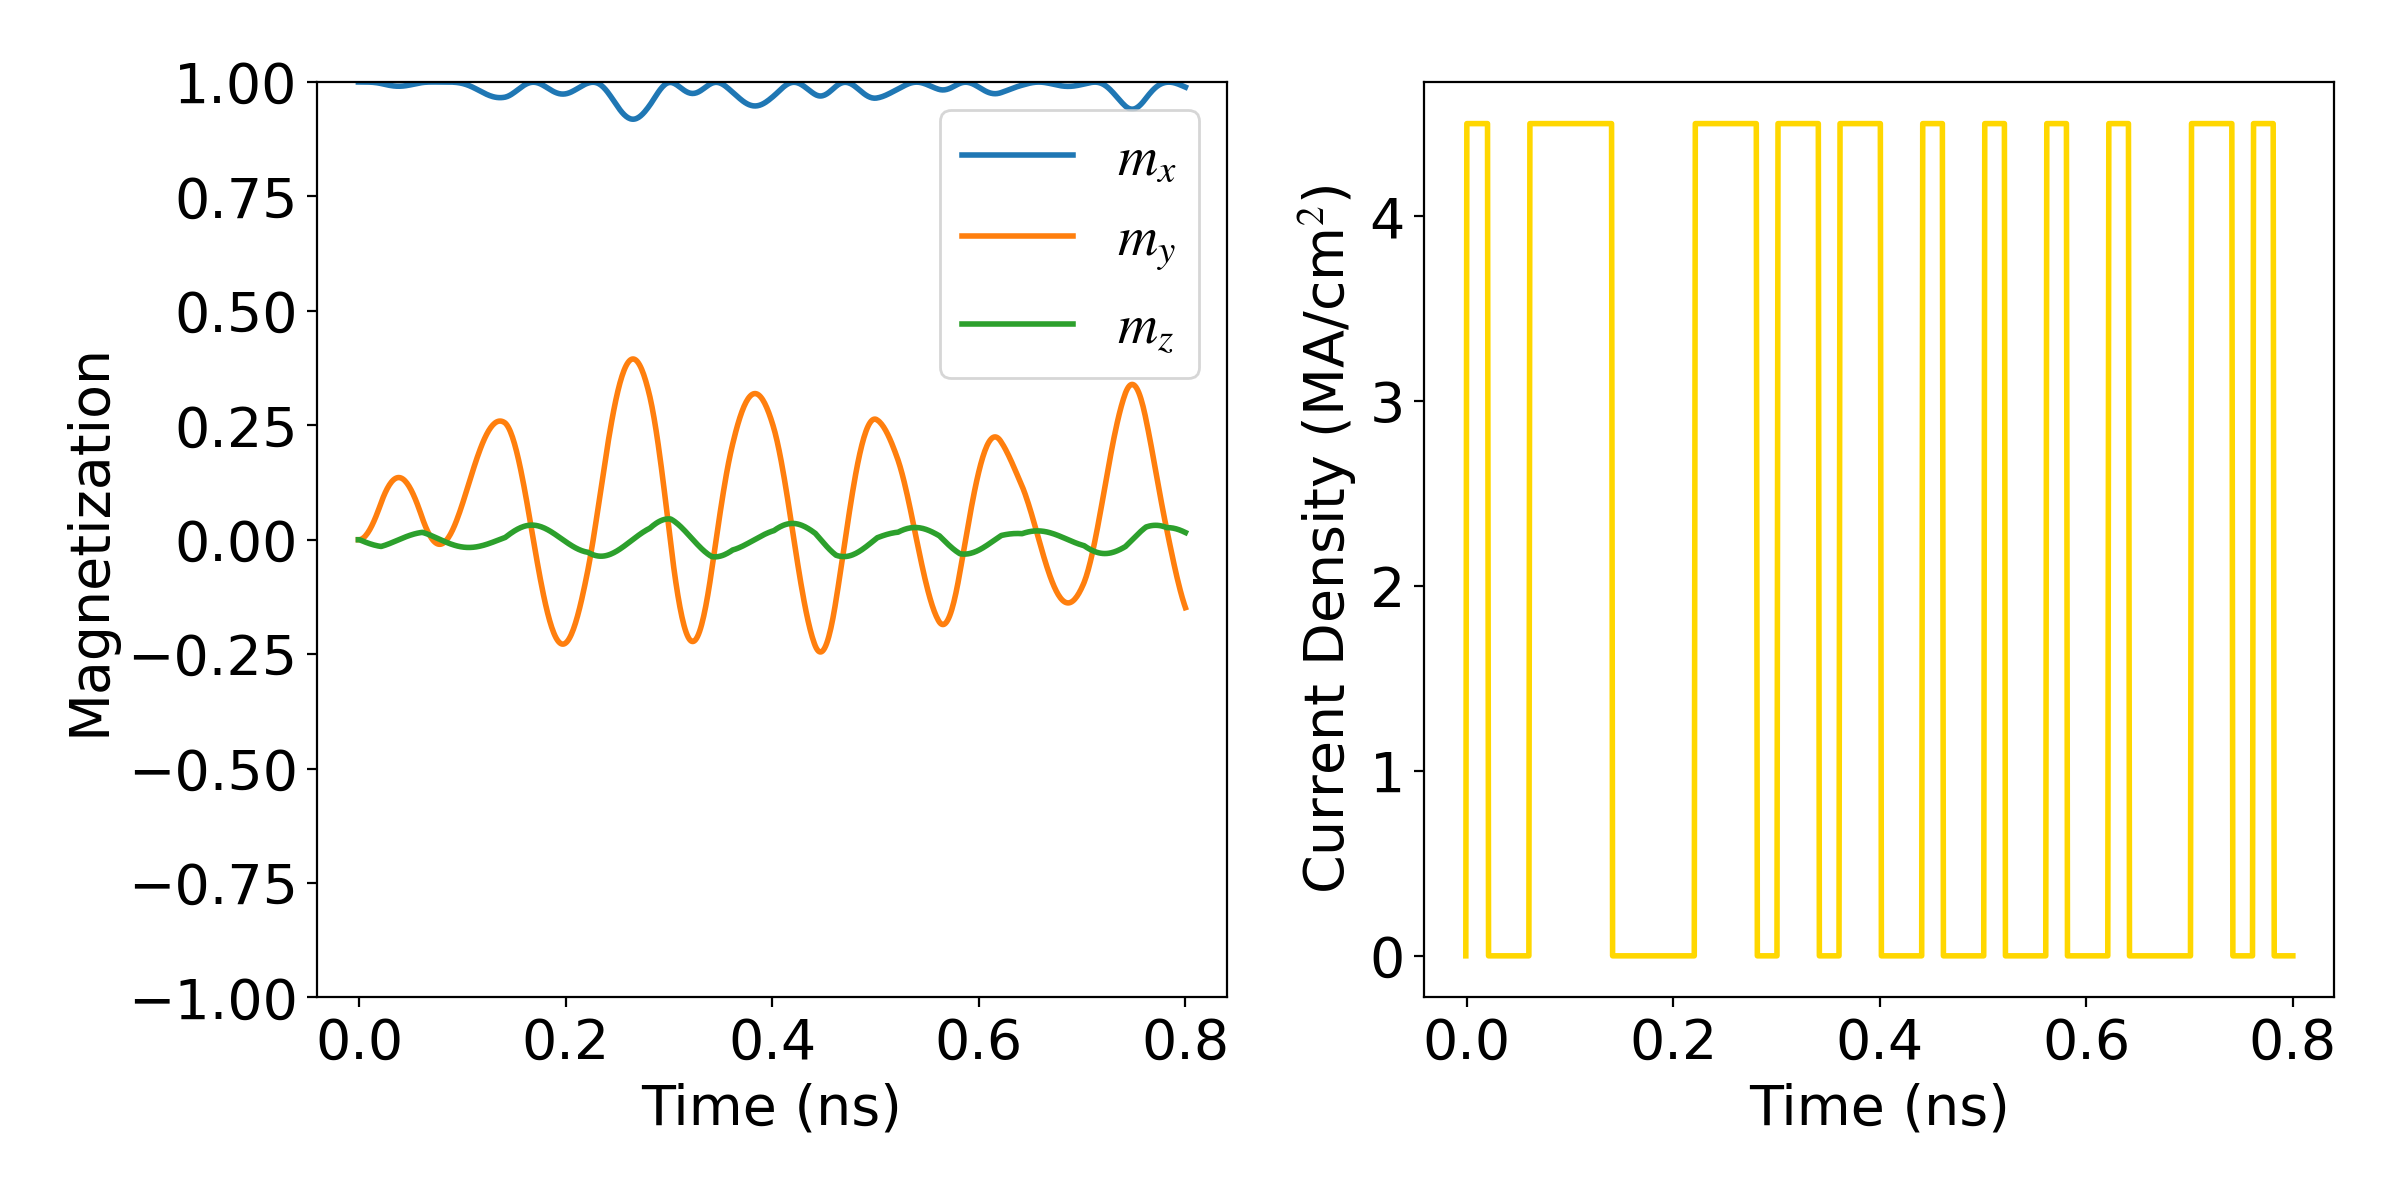 1.00
0.75
0.50
0.25
0.00
−0.25
−0.50
−0.75
−1.00
Magnetization
0.0 0.2 0.4 0.6 0.8
Time (ns)
m_x
m_y
m_z
4
3
2
1
0
Current Density (MA/cm²)
0.0 0.2 0.4 0.6 0.8
Time (ns)